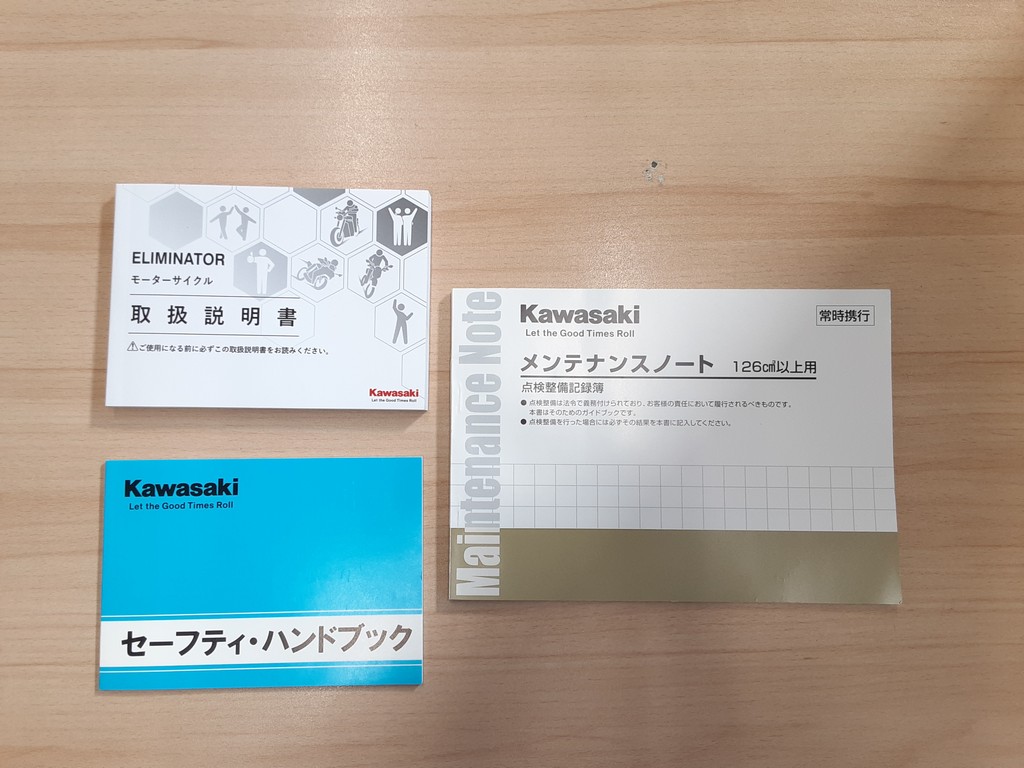 ELIMINATOR
モーターサイクル
取扱説明書
⚠ご使用になる前に必ずこの取扱説明書をお読みください。
Kawasaki
Let the Good Times Roll
Kawasaki
Let the Good Times Roll
セーフティ・ハンドブック
Maintenance Note
Kawasaki
Let the Good Times Roll
常時携行
メンテナンスノート 126c㎥以上用
点検整備記録簿
● 点検整備は法令で義務付けられており、お客様の責任において履行されるべきものです。
本書はそのためのガイドブックです。
● 点検整備を行った場合には必ずその結果を本書に記入してください。